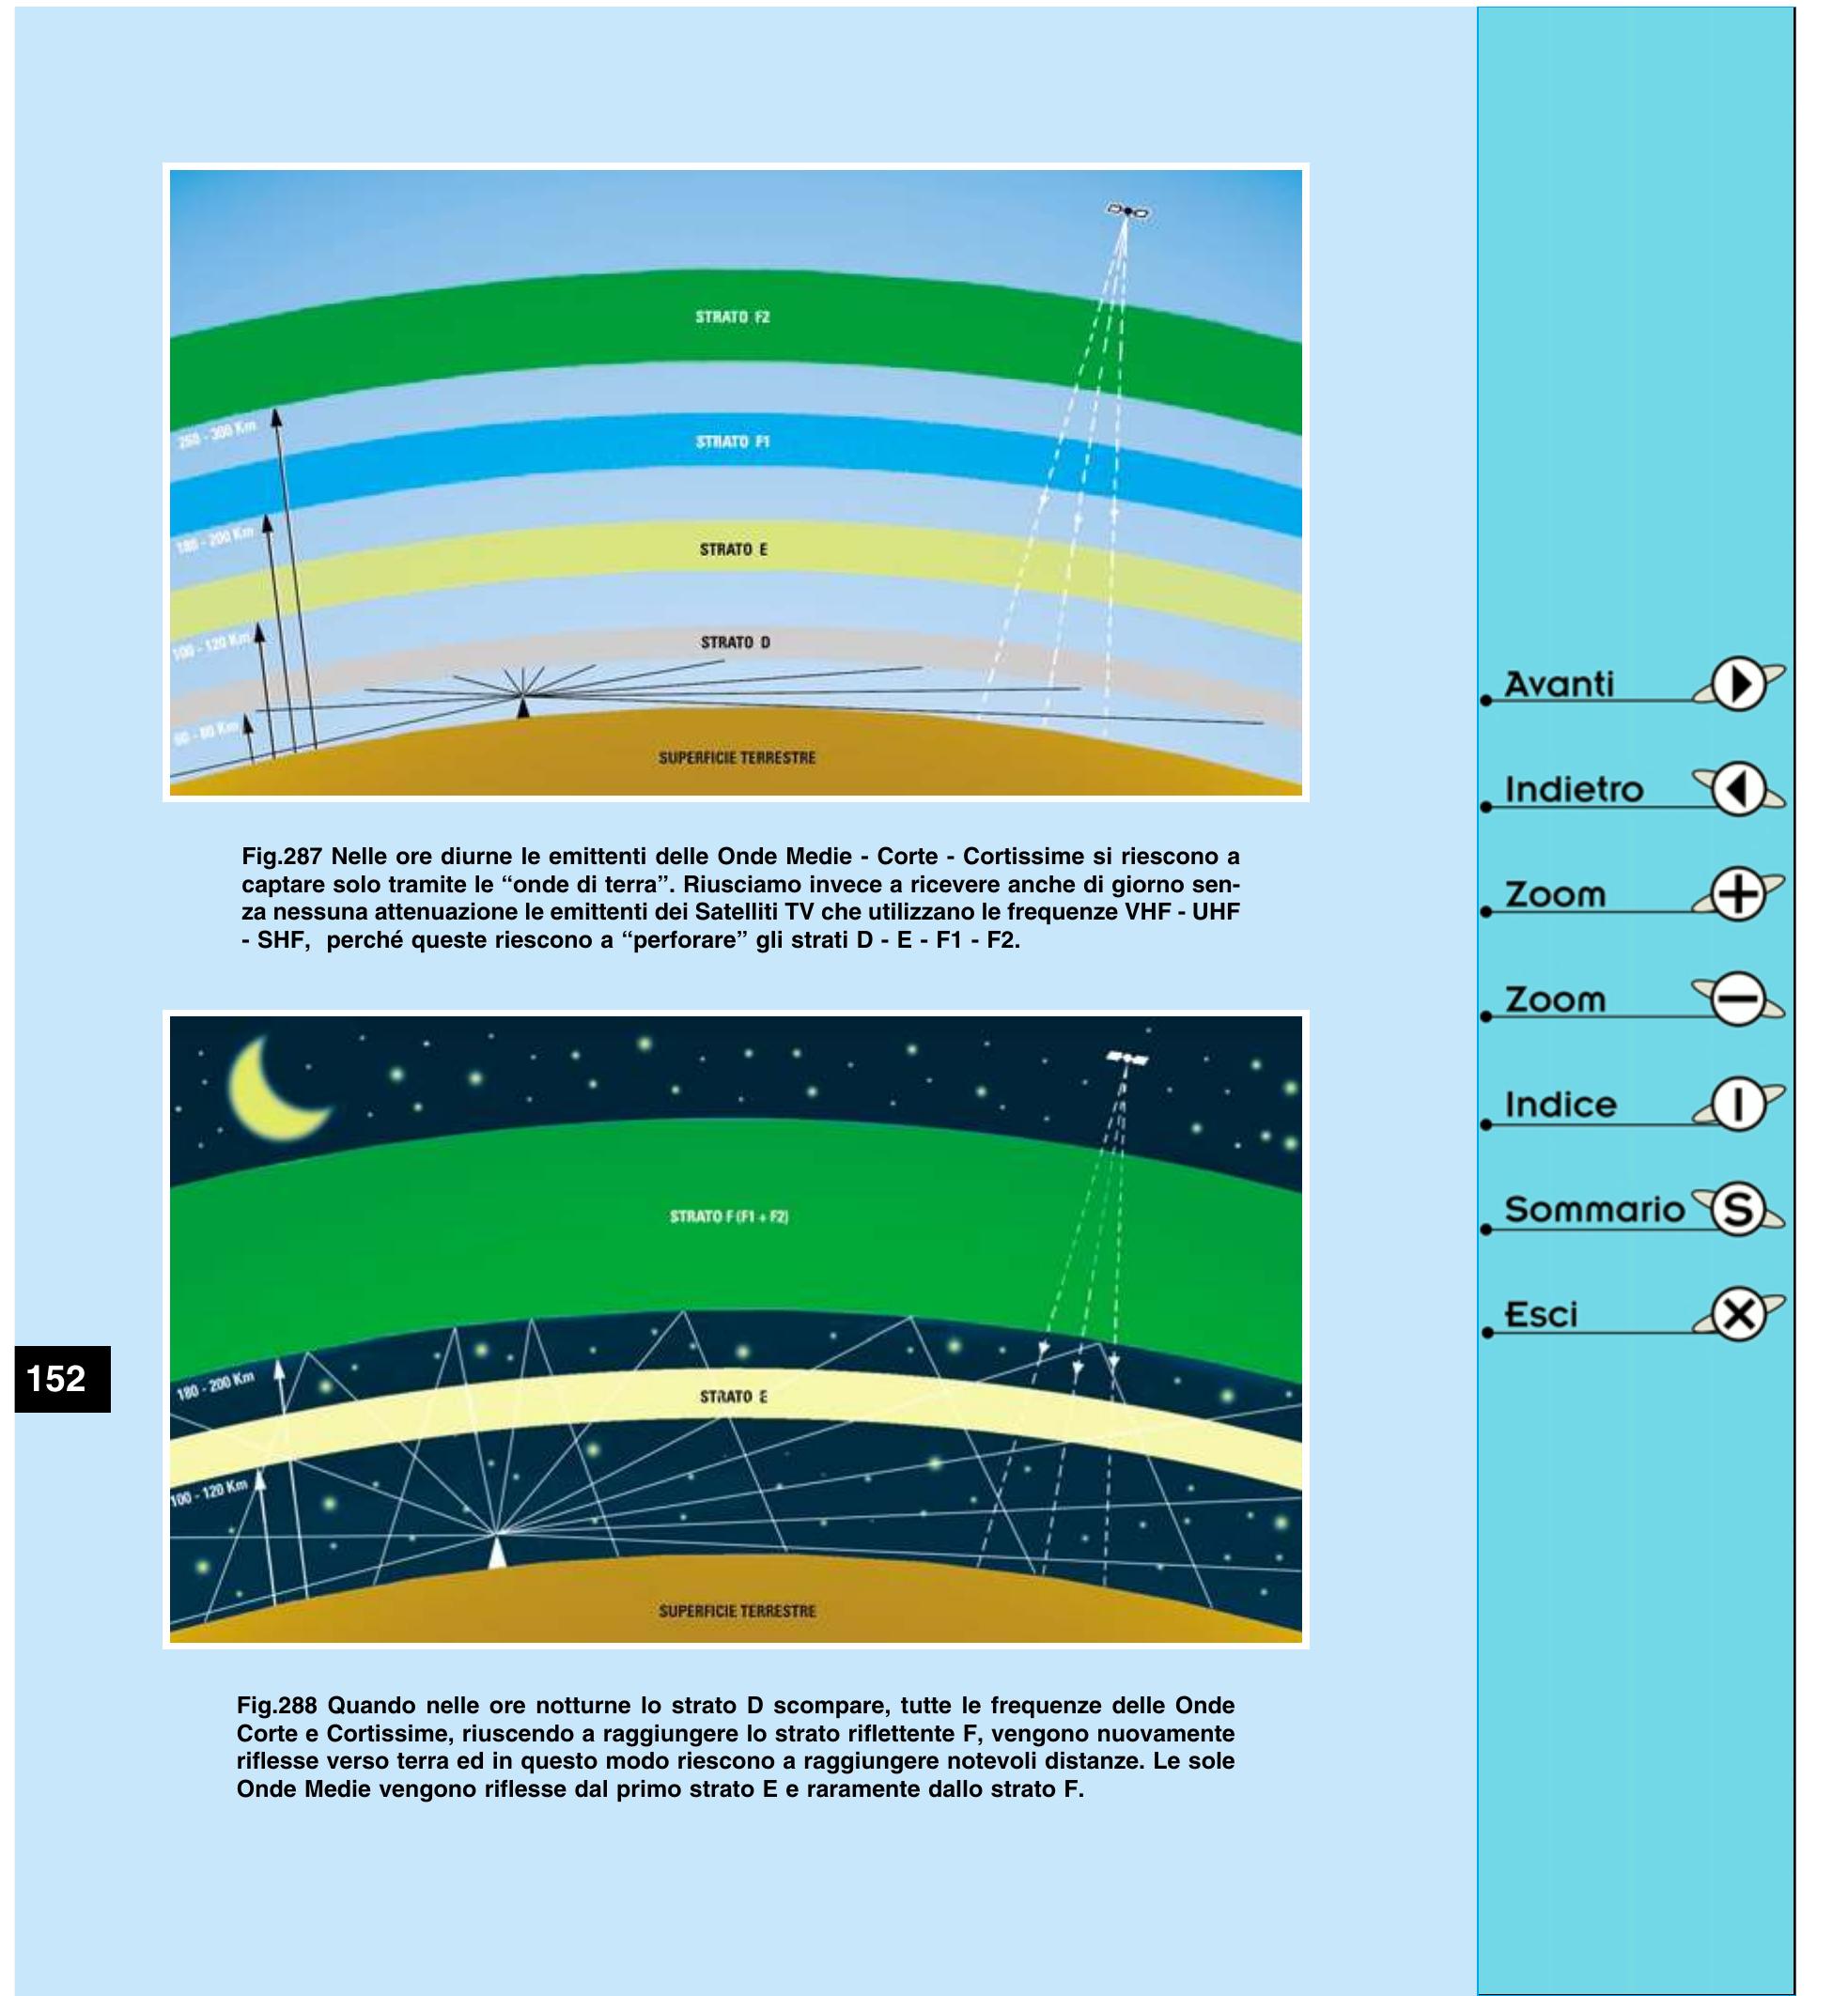 STRATO F2
250 - 300 Km
STRATO F1
180 - 200 Km
STRATO E
100 - 120 Km
STRATO D
60 - 80 Km
SUPERFICIE TERRESTRE
Fig.287 Nelle ore diurne le emittenti delle Onde Medie - Corte - Cortissime si riescono a
captare solo tramite le “onde di terra”. Riusciamo invece a ricevere anche di giorno sen-
za nessuna attenuazione le emittenti dei Satelliti TV che utilizzano le frequenze VHF - UHF
- SHF, perché queste riescono a “perforare” gli strati D - E - F1 - F2.
STRATO F (F1 + F2)
180 - 200 Km
STRATO E
100 - 120 Km
SUPERFICIE TERRESTRE
152
Fig.288 Quando nelle ore notturne lo strato D scompare, tutte le frequenze delle Onde
Corte e Cortissime, riuscendo a raggiungere lo strato riflettente F, vengono nuovamente
riflesse verso terra ed in questo modo riescono a raggiungere notevoli distanze. Le sole
Onde Medie vengono riflesse dal primo strato E e raramente dallo strato F.
Avanti
Indietro
Zoom +
Zoom −
Indice I
Sommario S
Esci X